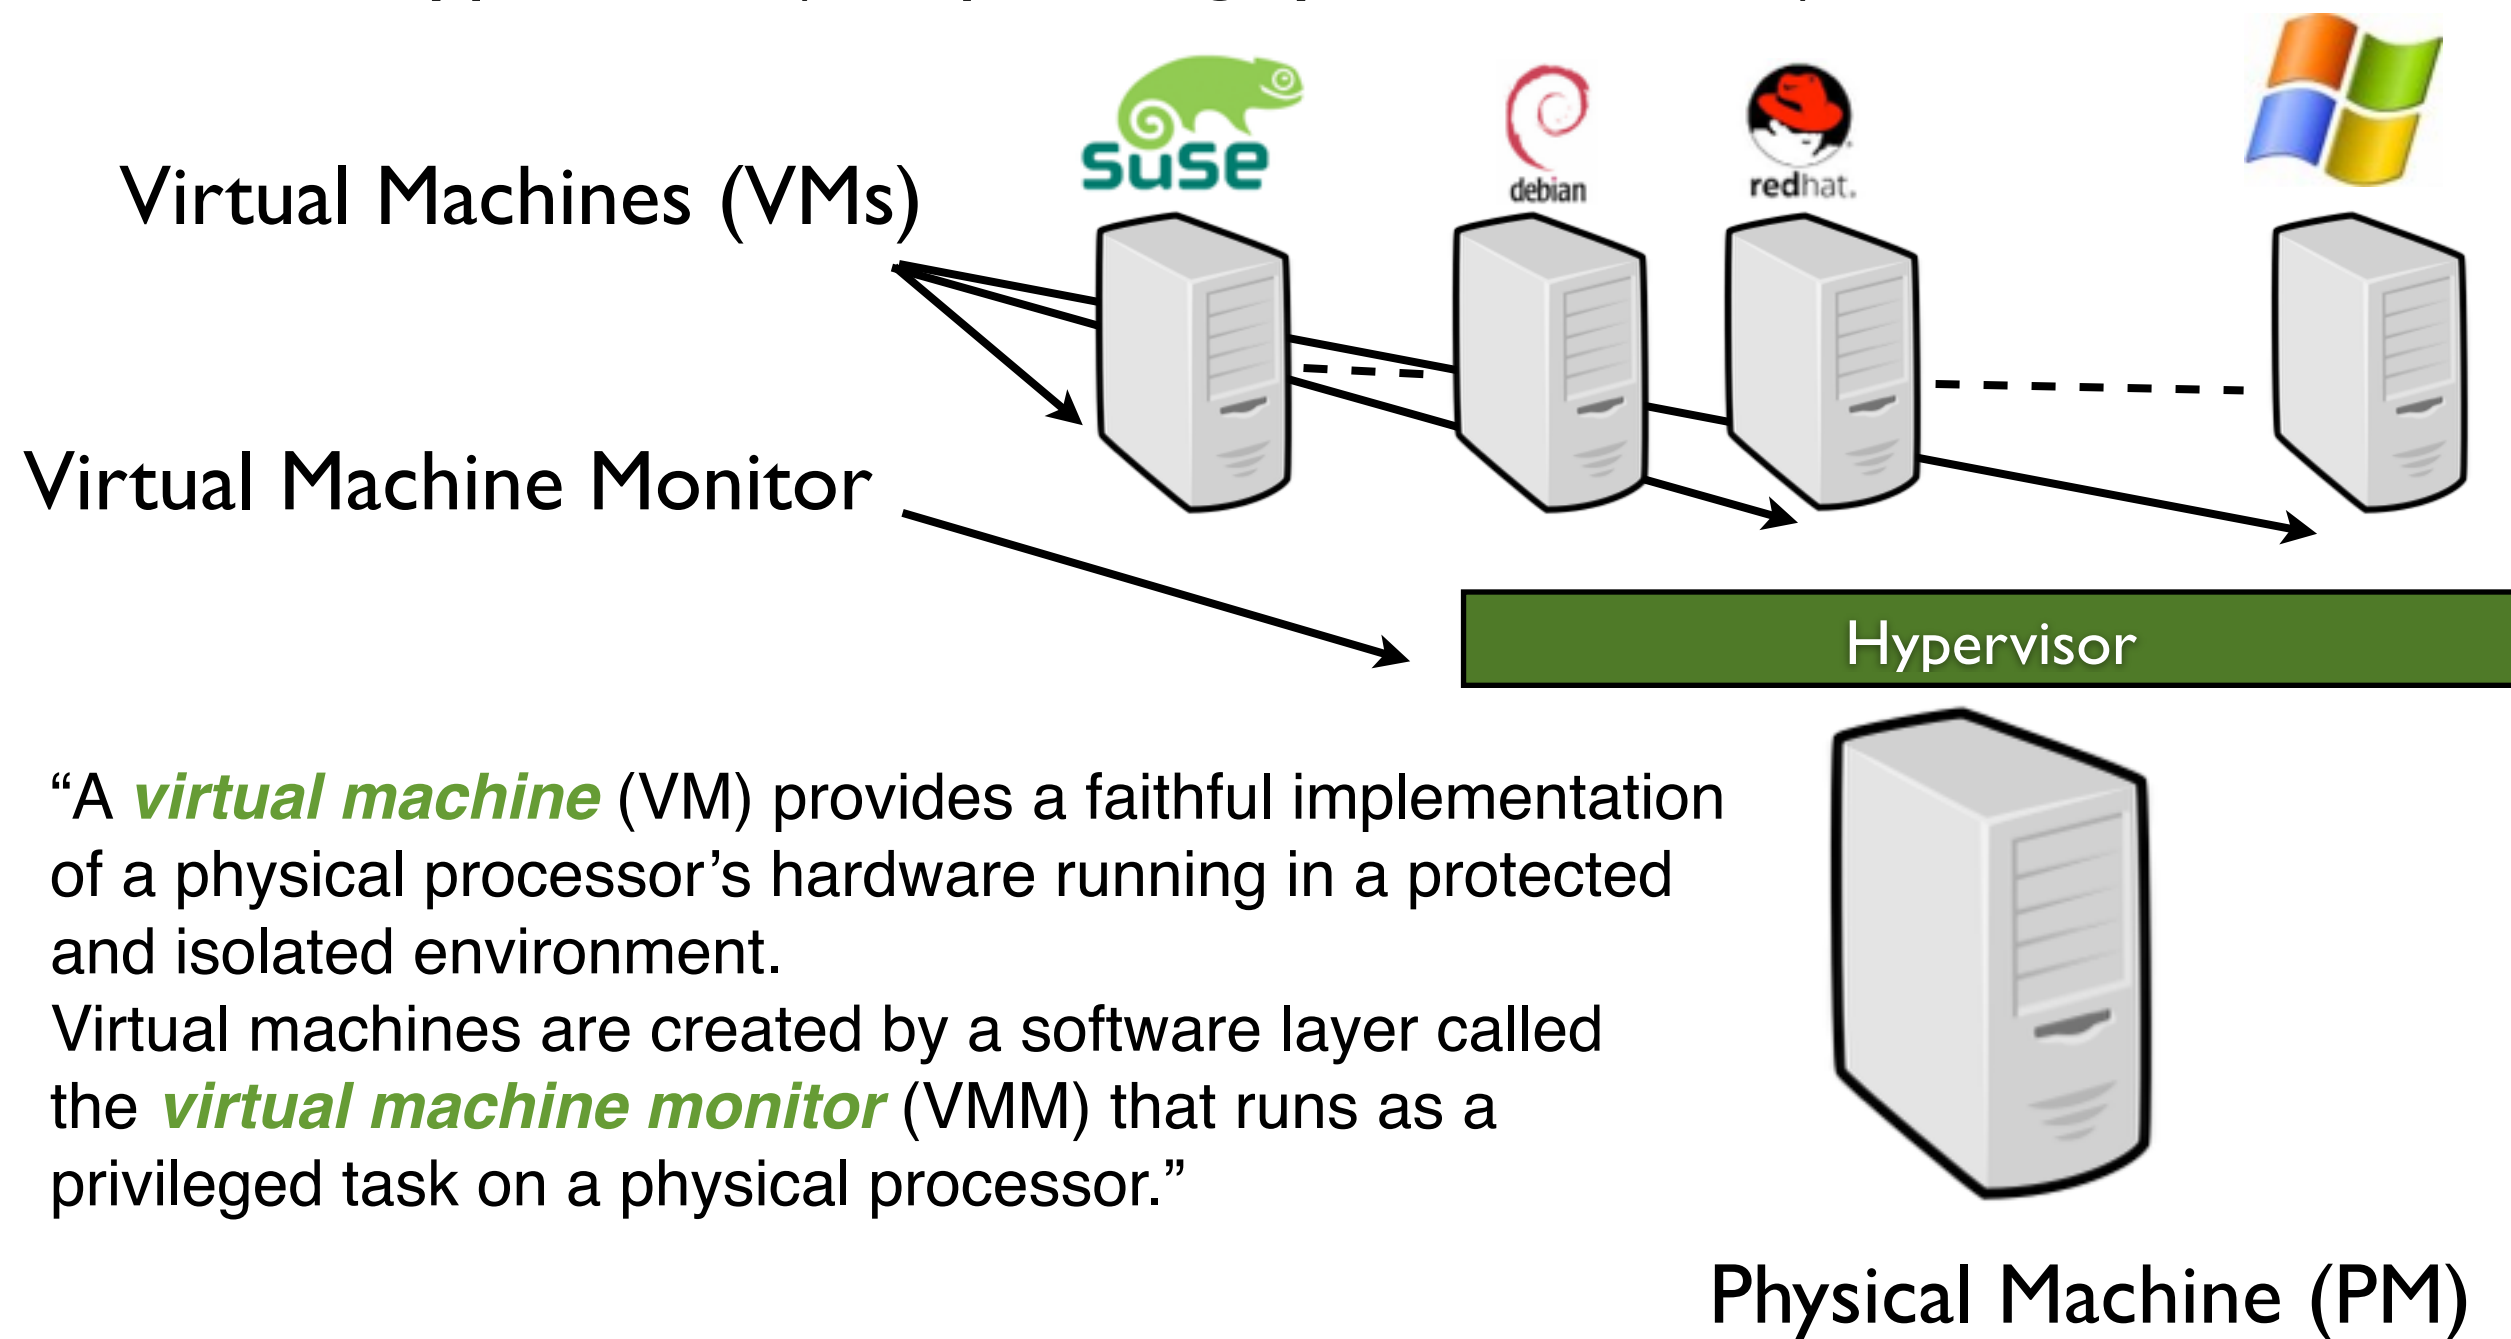 suse
debian
redhat.
Virtual Machines (VMs)
Virtual Machine Monitor
Hypervisor
“A virtual machine (VM) provides a faithful implementation
of a physical processor’s hardware running in a protected
and isolated environment.
Virtual machines are created by a software layer called
the virtual machine monitor (VMM) that runs as a
privileged task on a physical processor.”
Physical Machine (PM)